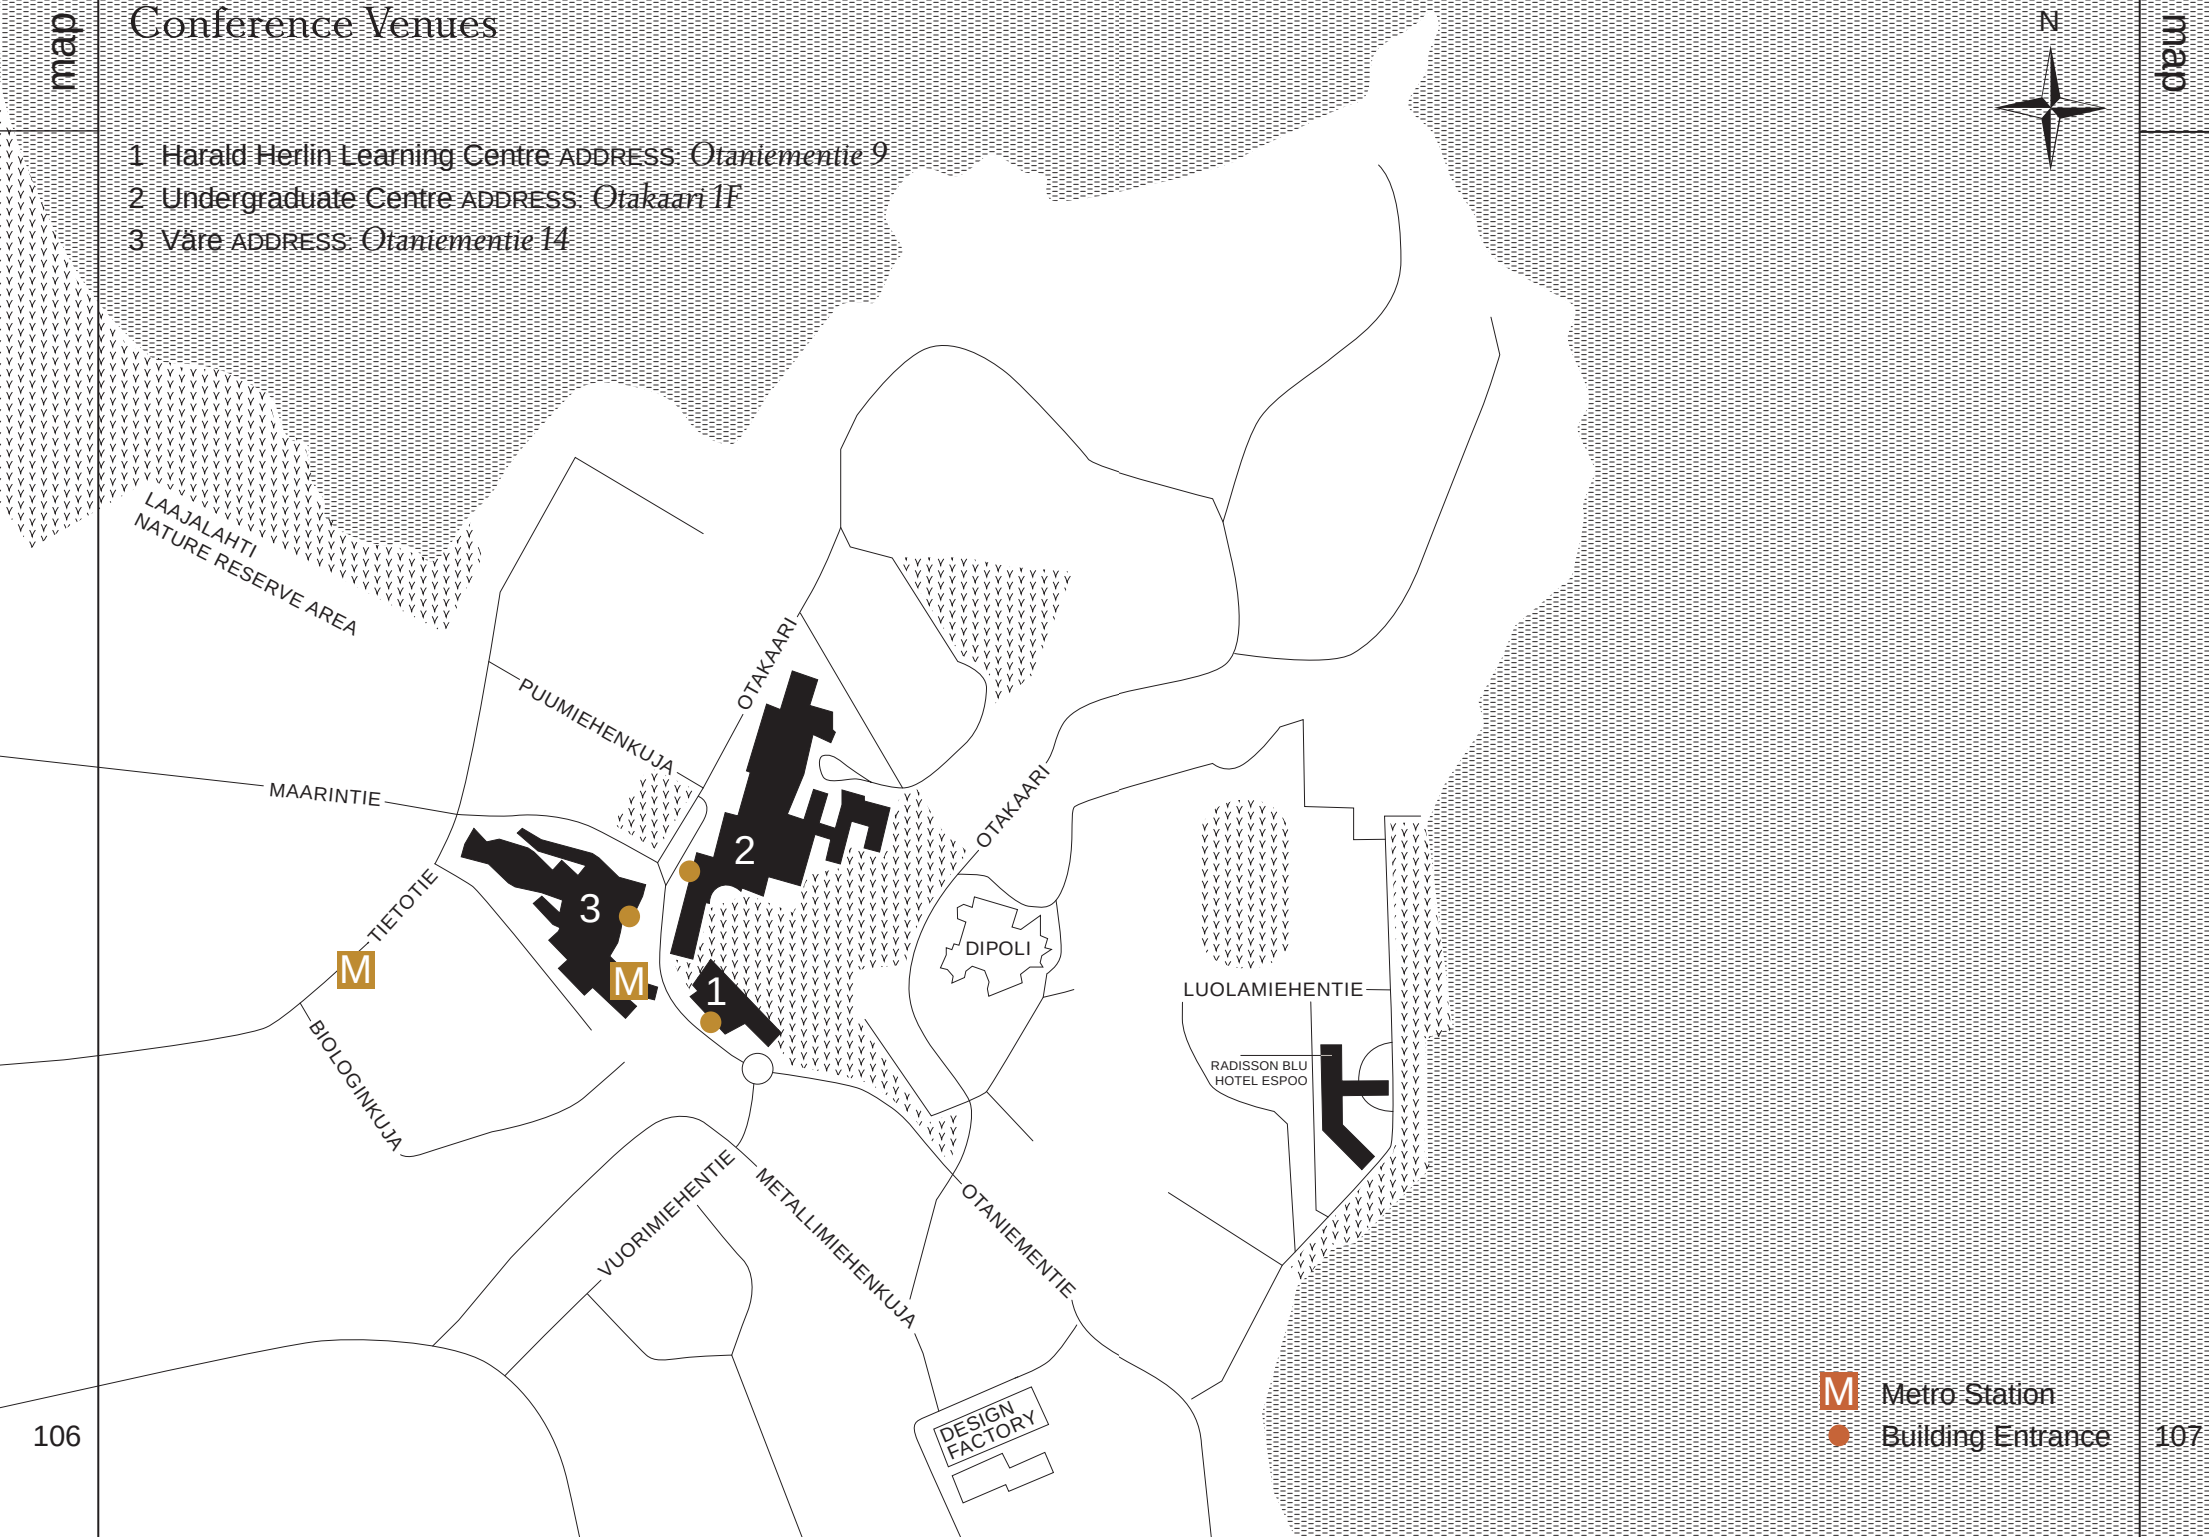 map
Conference Venues
N
map
1 Harald Herlin Learning Centre ADDRESS: Otaniementie 9
2 Undergraduate Centre ADDRESS: Otakaari 1F
3 Väre ADDRESS: Otaniementie 14
LAAJALAHTI
NATURE RESERVE AREA
OTAKAARI
PUUMIEHENKUJA
MAARINTIE
OTAKAARI
2
TIETOTIE
3
DIPOLI
M
M
1
LUOLAMIEHENTIE
BIOLOGINKUJA
RADISSON BLU
HOTEL ESPOO
VUORIMIEHENTIE
METALLIMIEHENKUJA
OTANIEMENTIE
DESIGN
FACTORY
M Metro Station
Building Entrance
106
107